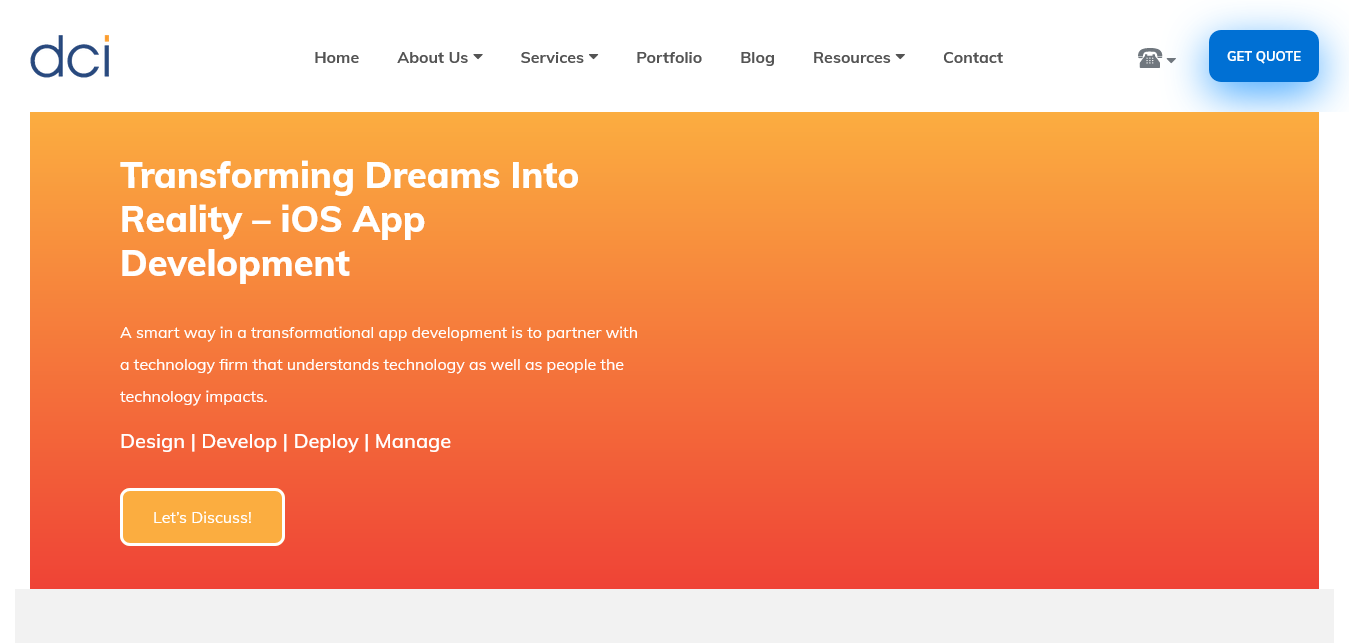 dci
Home
About Us
Services
Portfolio
Blog
Resources
Contact
GET QUOTE
Transforming Dreams Into
Reality – iOS App
Development
A smart way in a transformational app development is to partner with
a technology firm that understands technology as well as people the
technology impacts.
Design | Develop | Deploy | Manage
Let's Discuss!